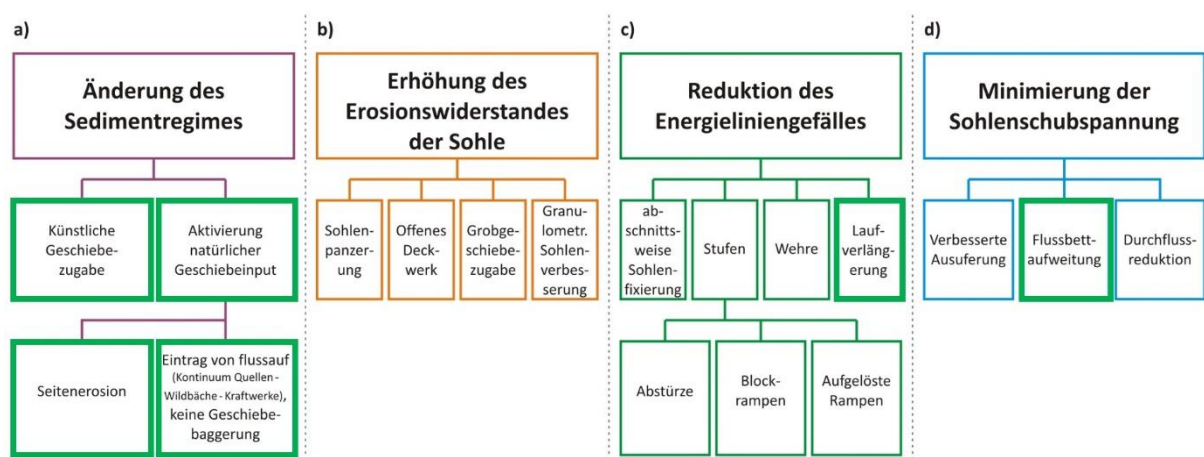 a)
Änderung des
Sedimentregimes
Künstliche
Geschiebe-
zugabe
Aktivierung
natürlicher
Geschiebeinput
Seitenerosion
Eintrag von flussauf
(Kontinuum Quellen -
Wildbäche - Kraftwerke),
keine Geschiebe-
baggerung
b)
Erhöhung des
Erosionswiderstandes
der Sohle
Sohlen-
panzer-
ung
Offenes
Deck-
werk
Grobge-
schiebe-
zugabe
Granu-
lometr.
Sohlen-
verbes-
serung
c)
Reduktion des
Energieliniengefälles
ab-
schnitts-
weise
Sohlen-
fixierung
Stufen
Wehre
Lauf-
verläng-
erung
Abstürze
Block-
rampen
Aufgelöste
Rampen
d)
Minimierung der
Sohlenschubspannung
Verbesserte
Ausuferung
Flussbett-
aufweitung
Durchfluss-
reduktion